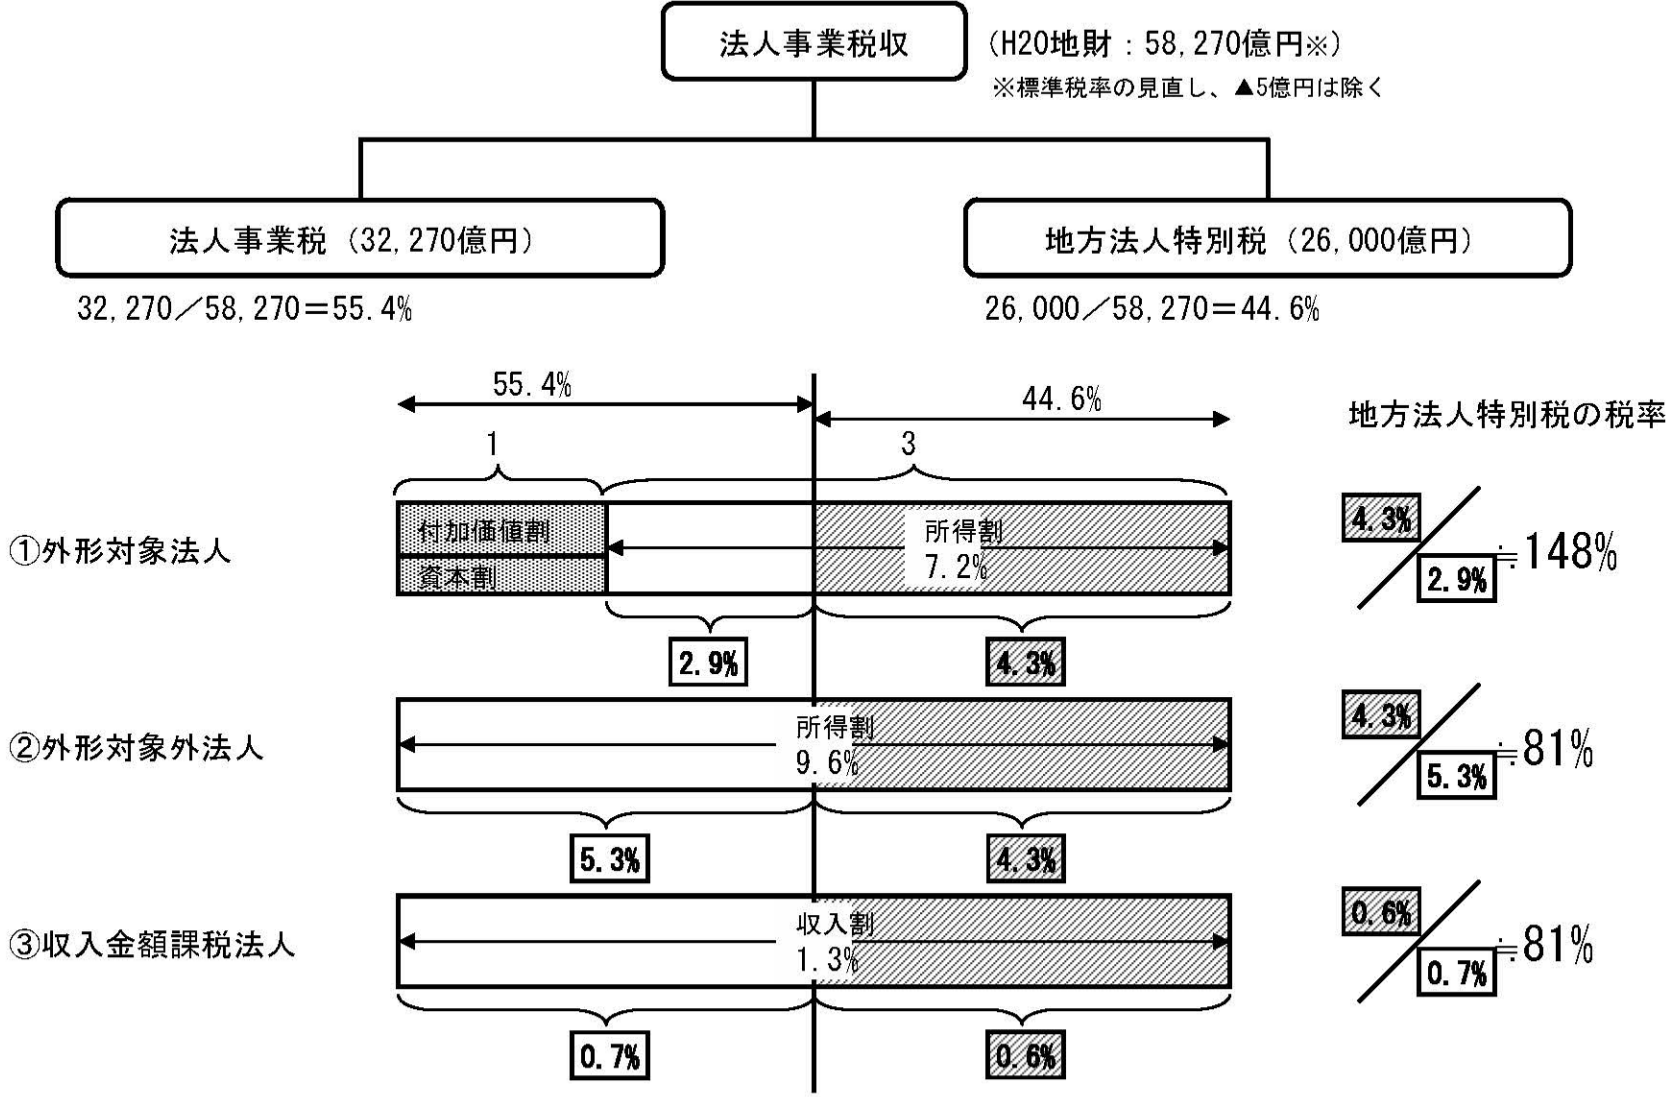 法人事業税収
(H20地財：58,270億円※)
※標準税率の見直し、▲5億円は除く
法人事業税（32,270億円）
地方法人特別税（26,000億円）
32,270／58,270＝55.4%
26,000／58,270＝44.6%
55.4%
44.6%
地方法人特別税の税率
1
3
①外形対象法人
付加価値割
資本割
所得割
7.2%
2.9%
4.3%
4.3%
2.9%
≒148%
②外形対象外法人
所得割
9.6%
5.3%
4.3%
4.3%
5.3%
≒81%
③収入金額課税法人
収入割
1.3%
0.7%
0.6%
0.6%
0.7%
≒81%